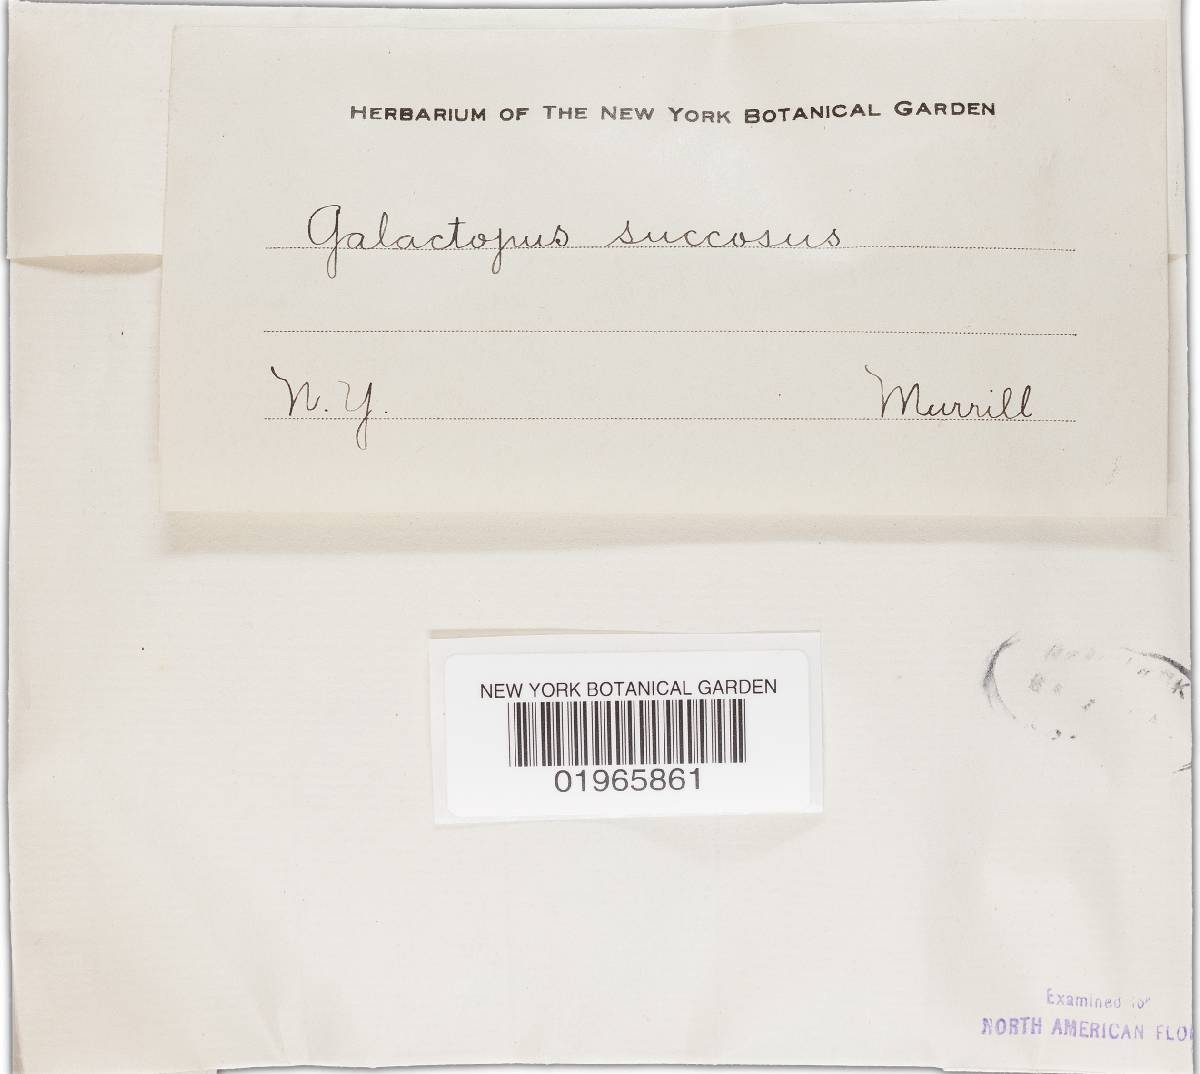 HERBARIUM OF THE NEW YORK BOTANICAL GARDEN
Galactopus succosus
N. Y. Murrill
NEW YORK BOTANICAL GARDEN
01965861
Examined for
NORTH AMERICAN FLO